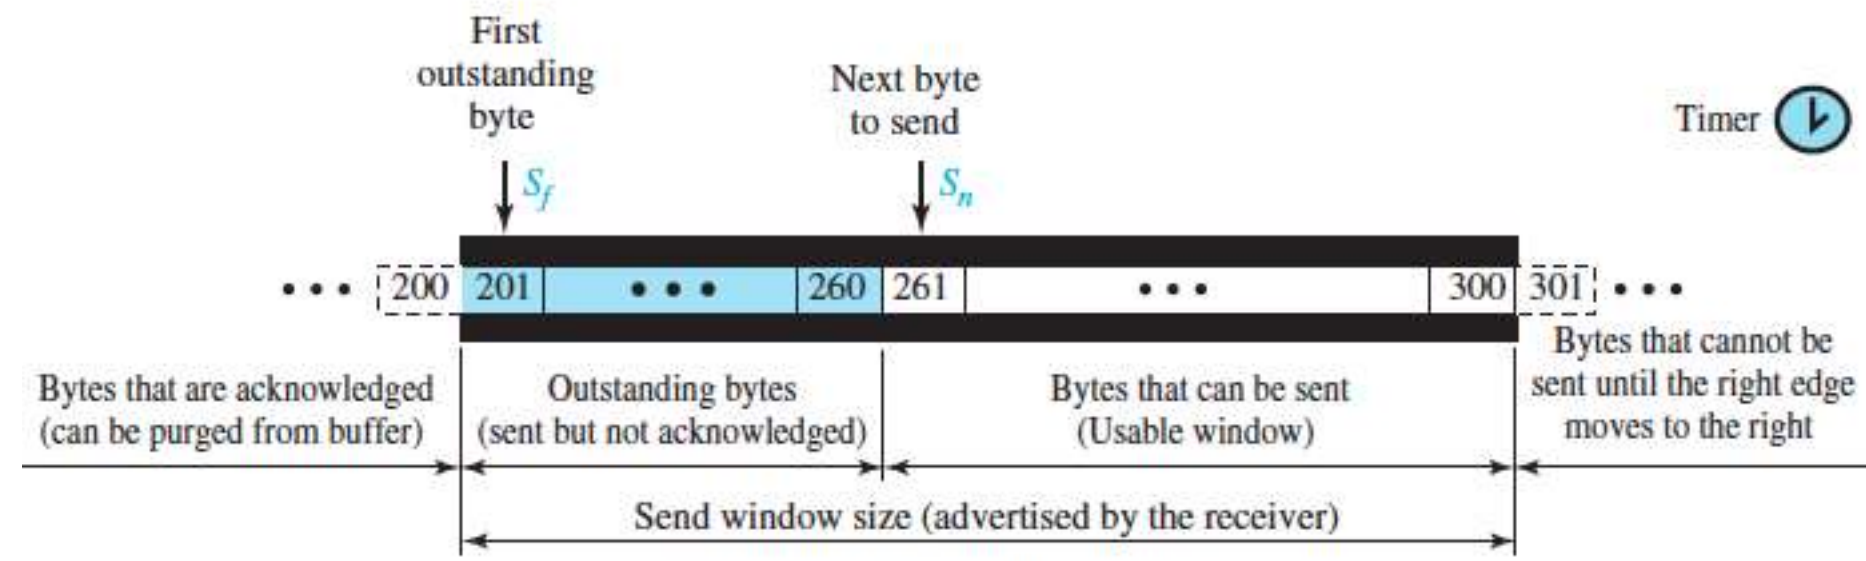 First
outstanding
byte
Next byte
to send
Timer
Sf
Sn
• • • 200 201 • • • 260 261 • • • 300 301 • • •
Bytes that are acknowledged
(can be purged from buffer)
Outstanding bytes
(sent but not acknowledged)
Bytes that can be sent
(Usable window)
Bytes that cannot be
sent until the right edge
moves to the right
Send window size (advertised by the receiver)